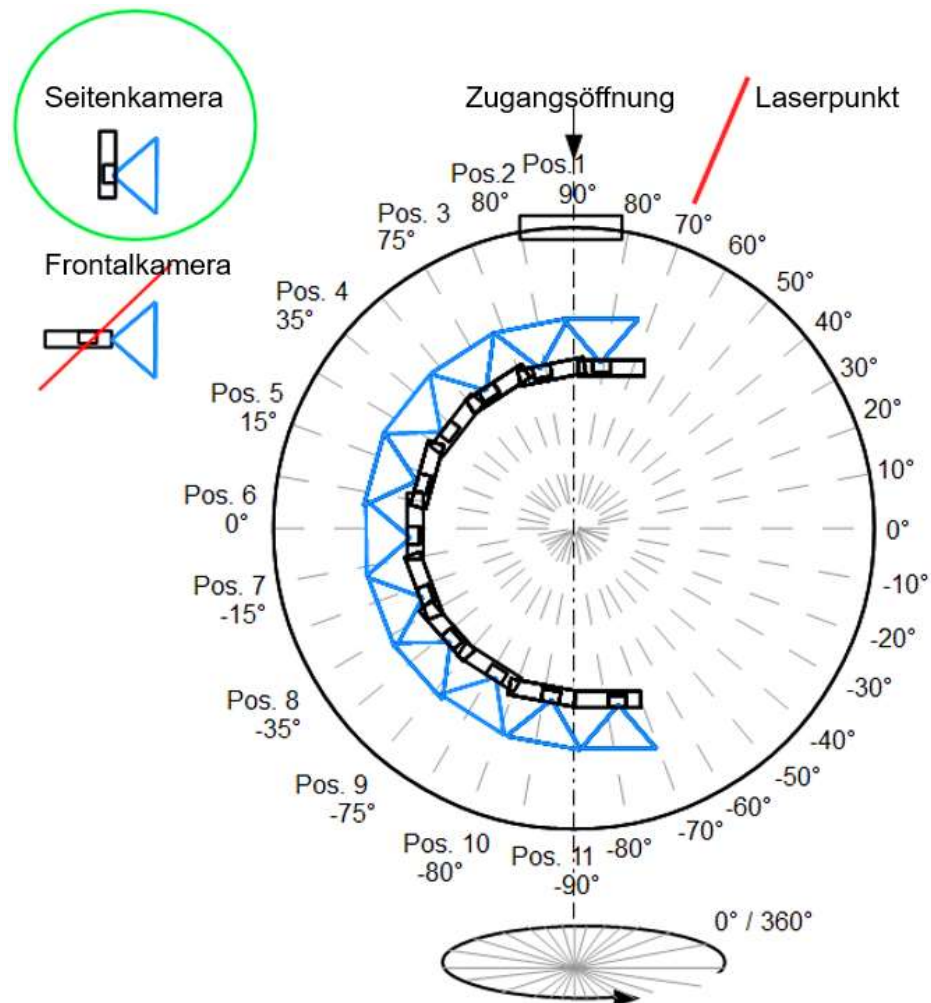 Seitenkamera
Frontalkamera
Zugangsöffnung
Laserpunkt
Pos.1
90°
Pos.2
80°
Pos. 3
75°
Pos. 4
35°
Pos. 5
15°
Pos. 6
0°
Pos. 7
-15°
Pos. 8
-35°
Pos. 9
-75°
Pos. 10
-80°
Pos. 11
-90°
80°
70°
60°
50°
40°
30°
20°
10°
0°
-10°
-20°
-30°
-40°
-50°
-60°
-70°
-80°
0° / 360°